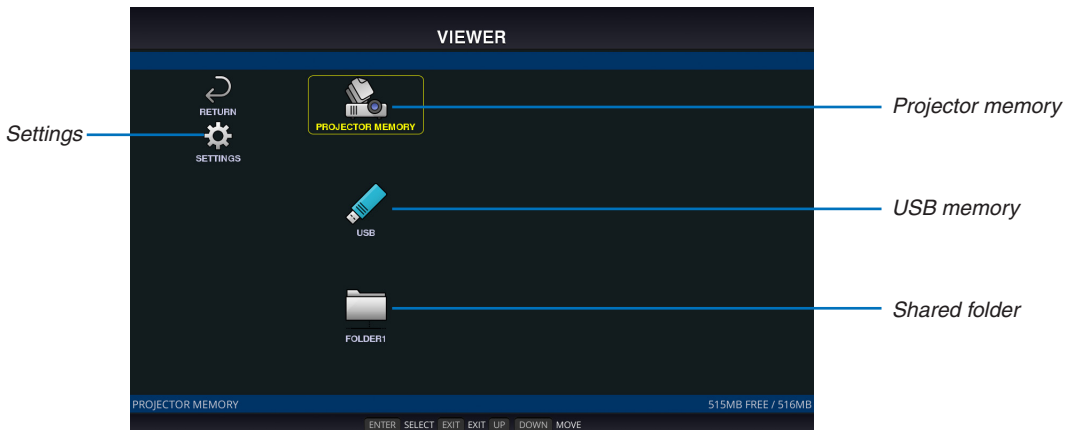 VIEWER
RETURN
PROJECTOR MEMORY
Projector memory
Settings
SETTINGS
USB
USB memory
FOLDER1
Shared folder
PROJECTOR MEMORY 515MB FREE / 516MB
ENTER SELECT EXIT EXIT UP DOWN MOVE